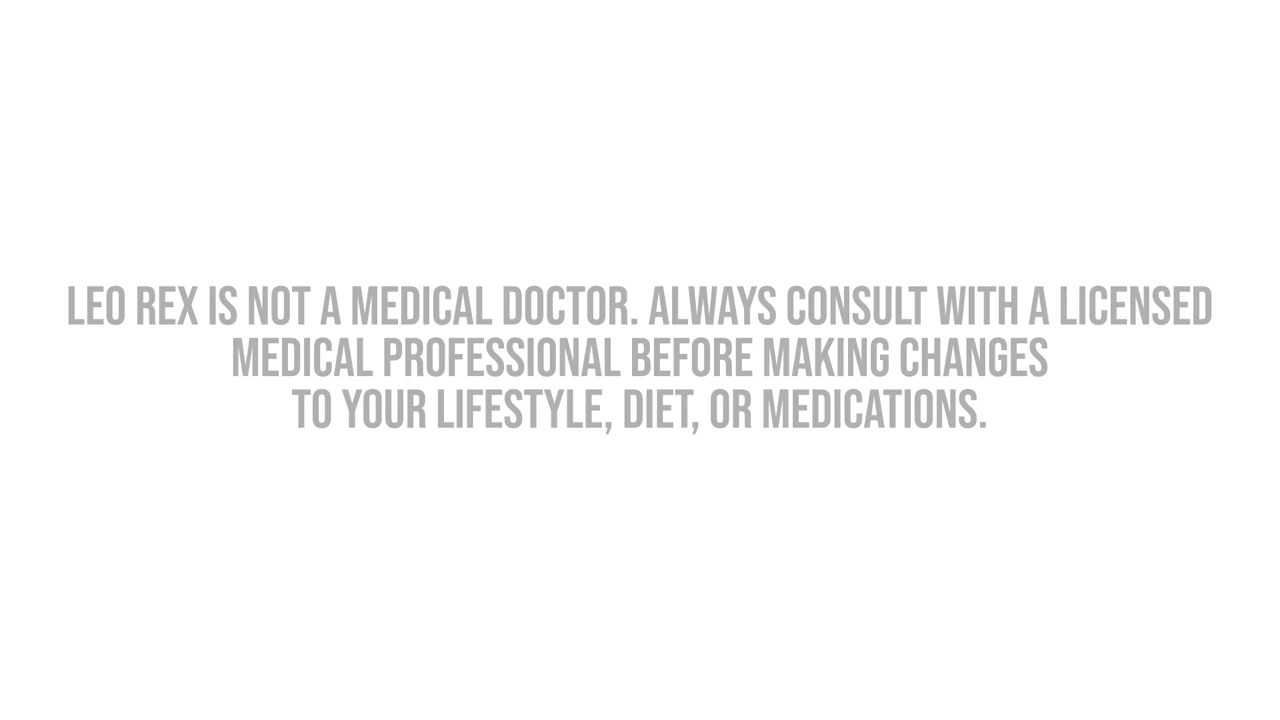 LEO REX IS NOT A MEDICAL DOCTOR. ALWAYS CONSULT WITH A LICENSED
MEDICAL PROFESSIONAL BEFORE MAKING CHANGES
TO YOUR LIFESTYLE, DIET, OR MEDICATIONS.